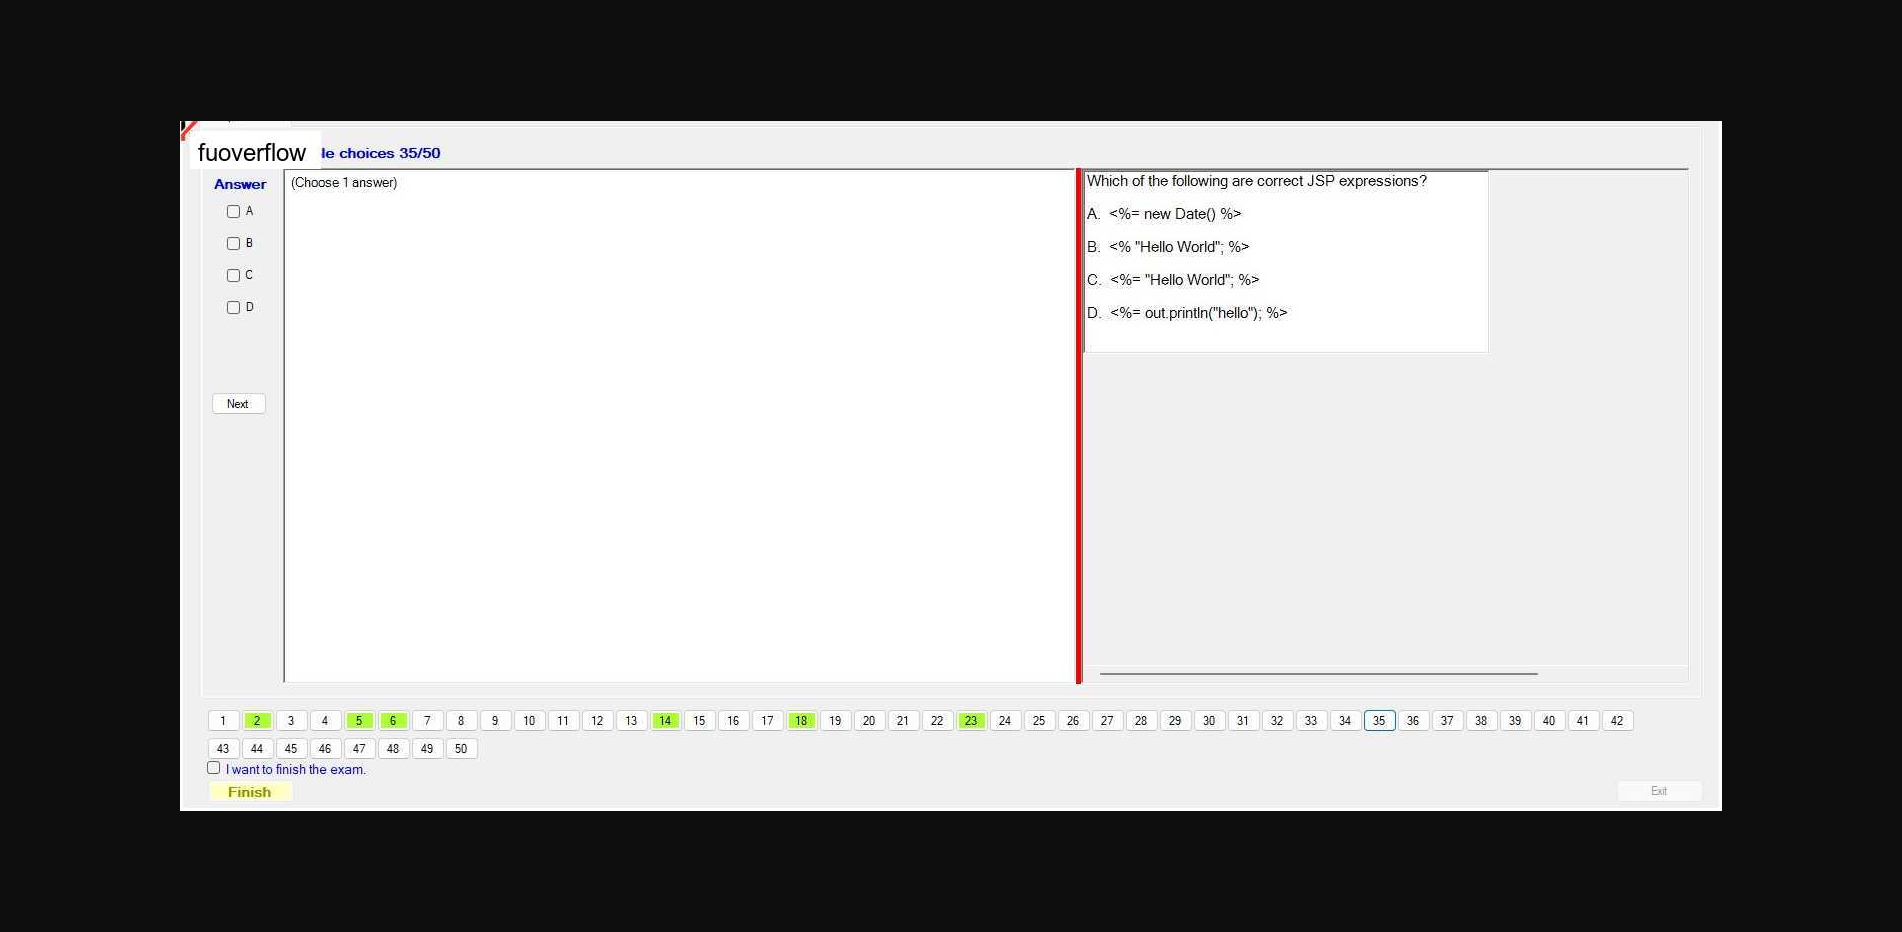 fuoverflow
le choices 35/50
Answer
A
B
C
D
Next
(Choose 1 answer)
Which of the following are correct JSP expressions?
A. <%= new Date() %>
B. <% "Hello World"; %>
C. <%= "Hello World"; %>
D. <%= out.println("hello"); %>
1 2 3 4 5 6 7 8 9 10 11 12 13 14 15 16 17 18 19 20 21 22 23 24 25 26 27 28 29 30 31 32 33 34 35 36 37 38 39 40 41 42
43 44 45 46 47 48 49 50
I want to finish the exam.
Finish
Exit